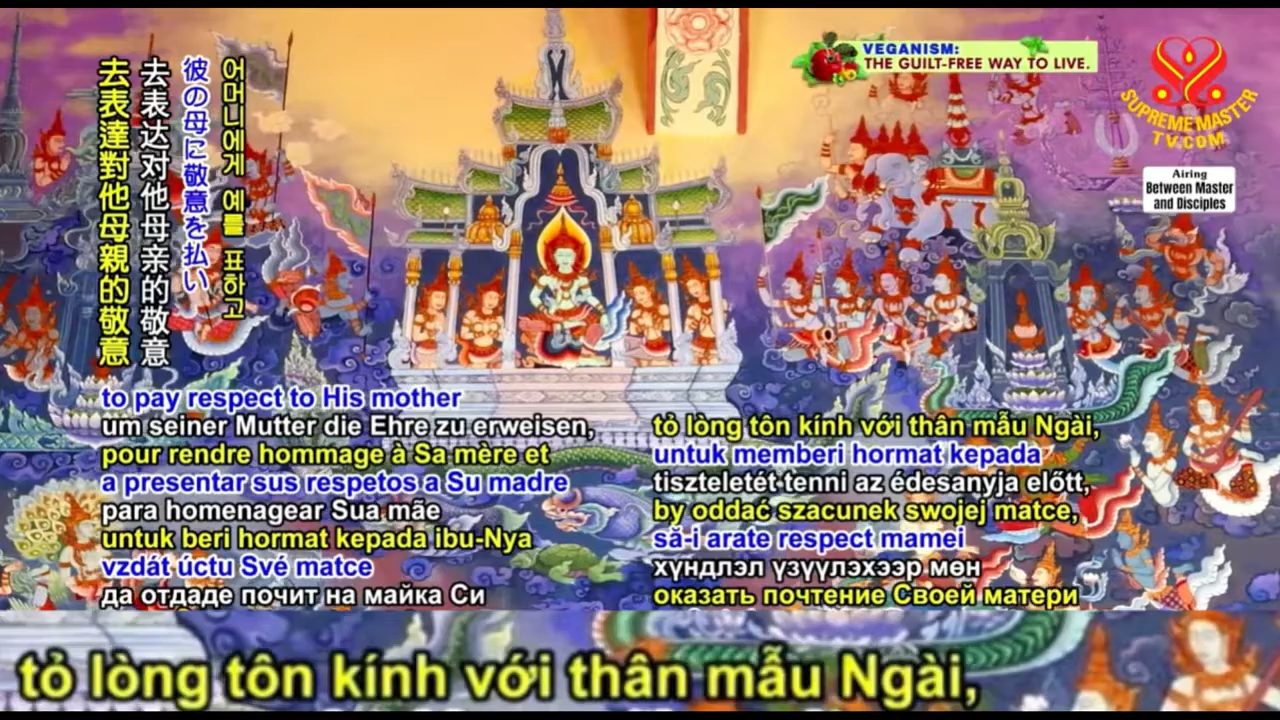 去表達對他母親的敬意
去表达对他母亲的敬意
彼の母に敬意を払い
어머니에게 예를 표하고
VEGANISM:
THE GUILT-FREE WAY TO LIVE.
SUPREME MASTER
TV.COM
Airing
Between Master
and Disciples
to pay respect to His mother
um seiner Mutter die Ehre zu erweisen,
pour rendre hommage à Sa mère et
a presentar sus respetos a Su madre
para homenagear Sua mãe
untuk beri hormat kepada ibu-Nya
vzdát úctu Své matce
да отдаде почит на майка Си
tỏ lòng tôn kính với thân mẫu Ngài,
untuk memberi hormat kepada
tiszteletét tenni az édesanyja előtt,
by oddać szacunek swojej matce,
să-i arate respect mamei
хүндлэл үзүүлэхээр мөн
оказать почтение Своей матери
tỏ lòng tôn kính với thân mẫu Ngài,